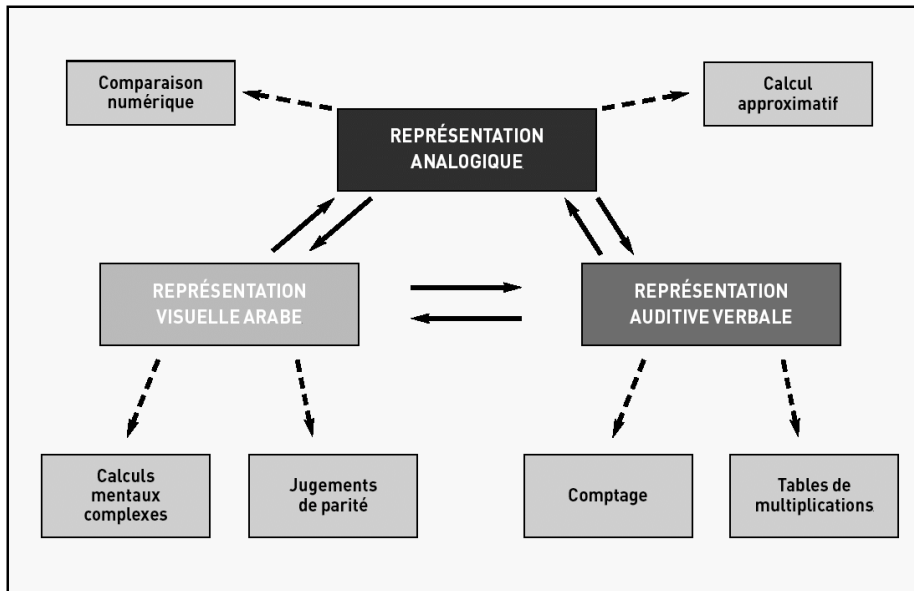 Comparaison
numérique
Calcul
approximatif
REPRÉSENTATION
ANALOGIQUE
REPRÉSENTATION
VISUELLE ARABE
REPRÉSENTATION
AUDITIVE VERBALE
Calculs
mentaux
complexes
Jugements
de parité
Comptage
Tables de
multiplications